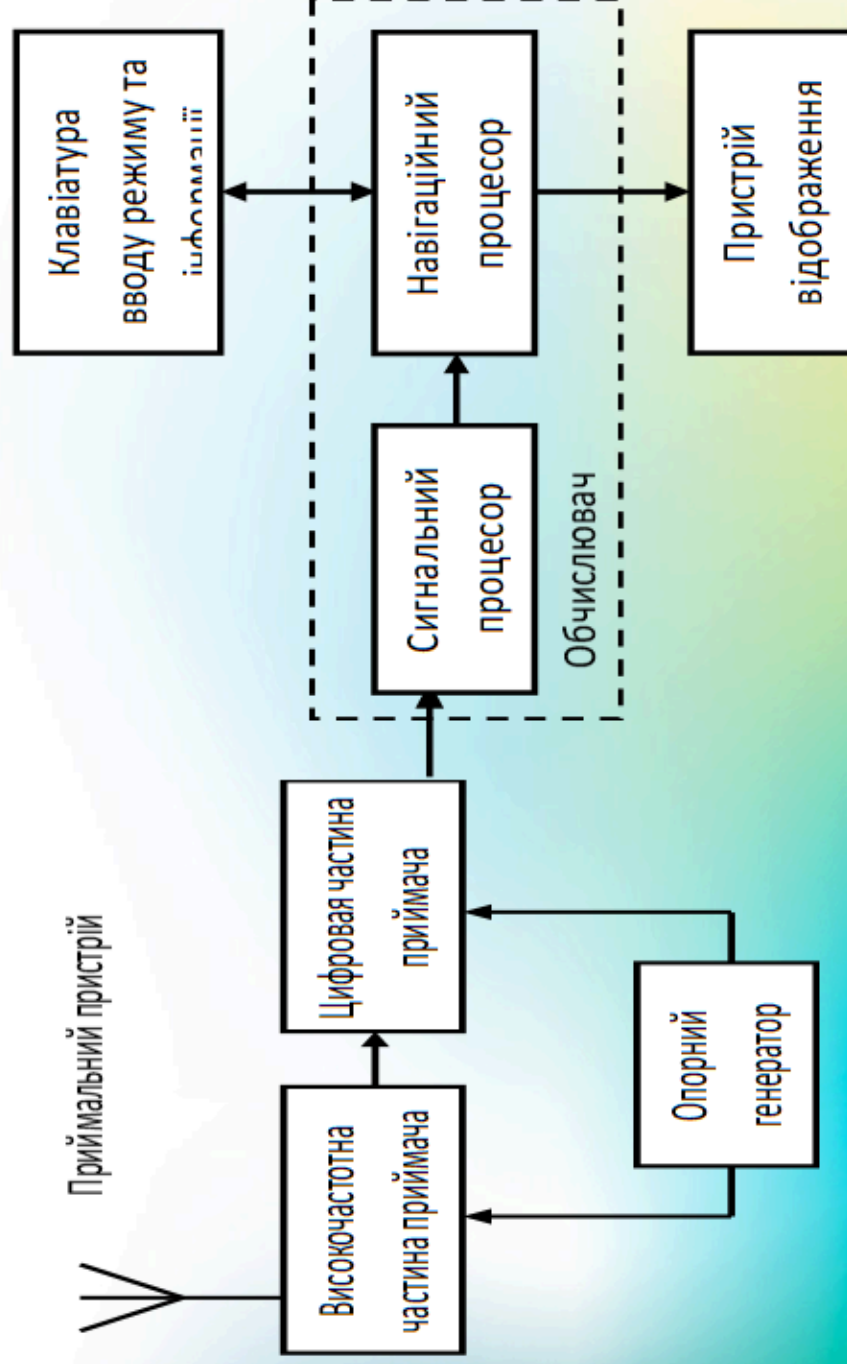 Приймальний пристрій
Високочастотна
частина приймача
Цифровая частина
приймача
Опорний
генератор
Сигнальний
процесор
Обчислювач
Клавіатура
вводу режиму та
Навігаційний
процесор
Пристрій
відображення